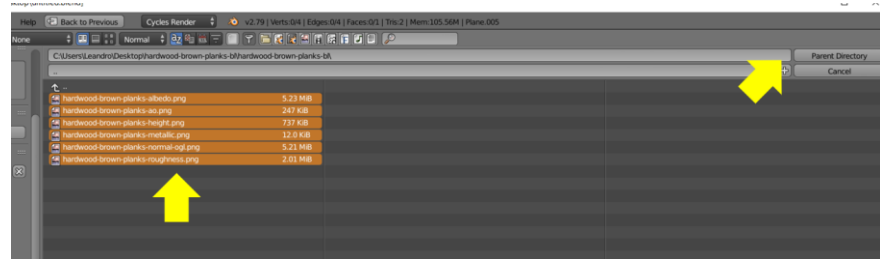 Help Back to Previous Cycles Render v2.79 | Verts:0/4 | Edges:0/4 | Faces:0/1 | Tris:2 | Mem:105.56M | Plane.005
None Normal
C:\Users\Leandro\Desktop\hardwood-brown-planks-bl\hardwood-brown-planks-bl\ Parent Directory
.. Cancel
..
hardwood-brown-planks-albedo.png 5.23 MiB
hardwood-brown-planks-ao.png 247 KiB
hardwood-brown-planks-height.png 737 KiB
hardwood-brown-planks-metallic.png 12.0 KiB
hardwood-brown-planks-normal-ogl.png 5.21 MiB
hardwood-brown-planks-roughness.png 2.01 MiB